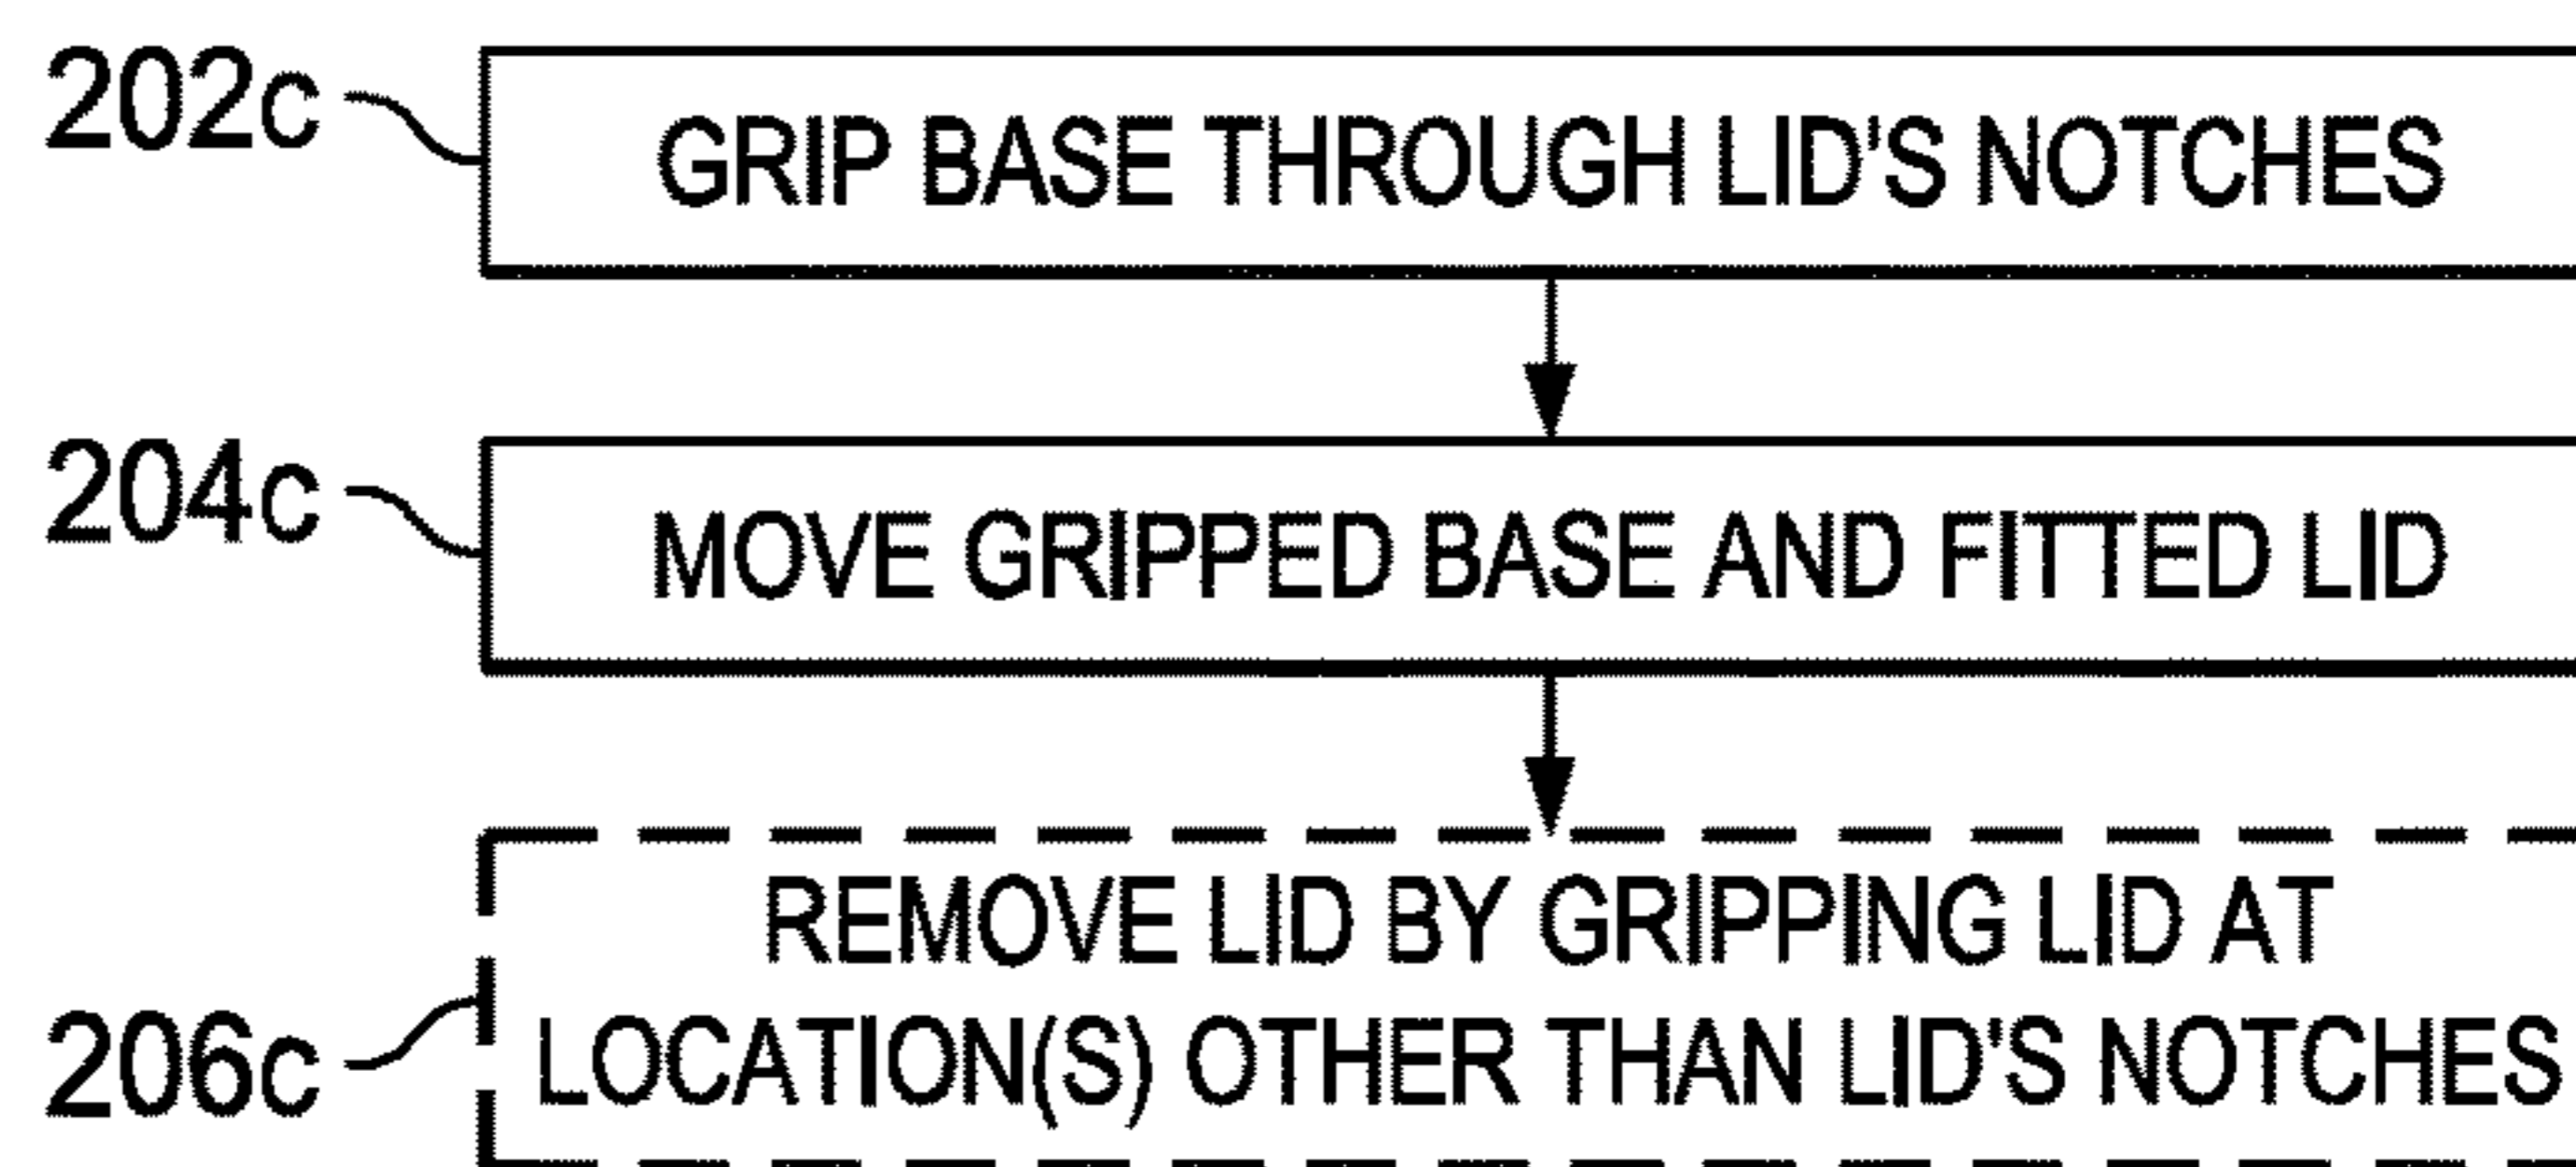 202c
GRIP BASE THROUGH LID'S NOTCHES
204c
MOVE GRIPPED BASE AND FITTED LID
206c
REMOVE LID BY GRIPPING LID AT
LOCATION(S) OTHER THAN LID'S NOTCHES